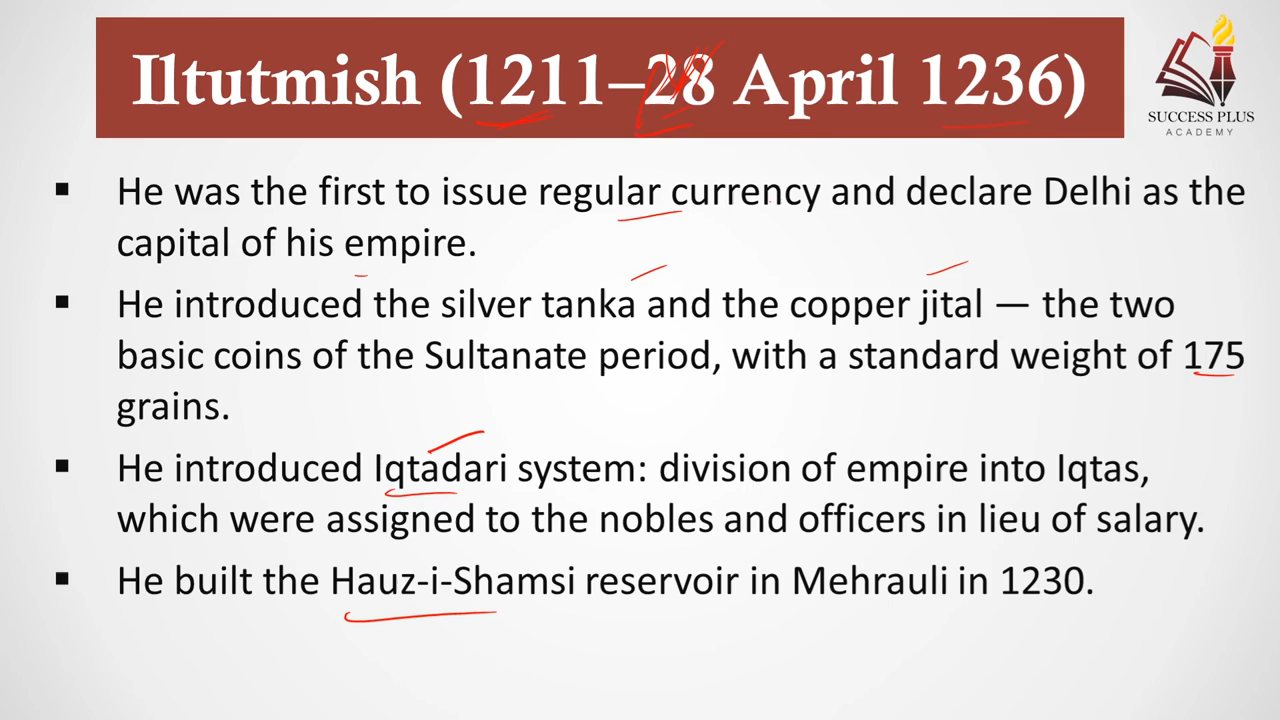 Iltutmish (1211–28 April 1236)
SUCCESS PLUS
ACADEMY
▪ He was the first to issue regular currency and declare Delhi as the
capital of his empire.
▪ He introduced the silver tanka and the copper jital — the two
basic coins of the Sultanate period, with a standard weight of 175
grains.
▪ He introduced Iqtadari system: division of empire into Iqtas,
which were assigned to the nobles and officers in lieu of salary.
▪ He built the Hauz-i-Shamsi reservoir in Mehrauli in 1230.